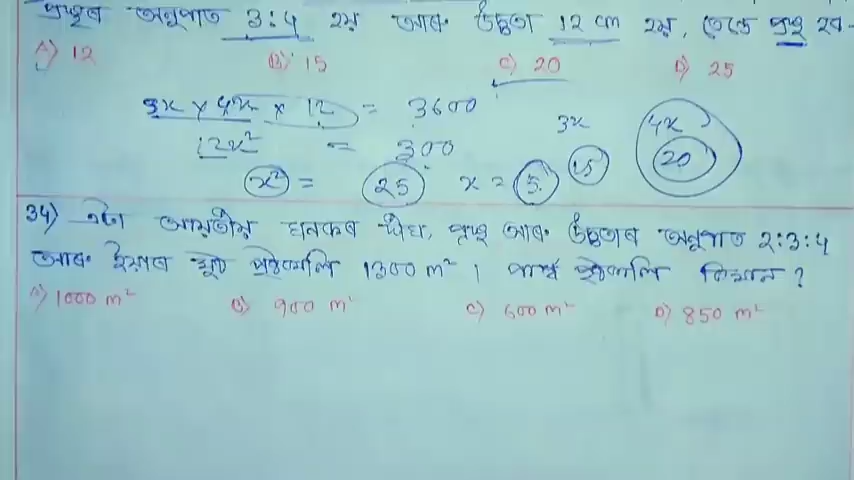 প্ৰস্থৰ অনুপাত 3:4 হয় আৰু উচ্চতা 12 cm হয়, তেন্তে প্ৰস্থ হব-
A) 12 B) 15 C) 20 D) 25
3x x 4x x 12 = 3600
12x² = 300
3x 4x
x² = 25 x = 5 15 20
34) এটা আয়তীয় ঘনকৰ দীঘ, প্ৰস্থ আৰু উচ্চতাৰ অনুপাত 2:3:4
আৰু ইয়াৰ মুঠ পৃষ্ঠকালি 1300 m² । পাৰ্শ্ব পৃষ্ঠকালি কিমান ?
A) 1000 m² B) 900 m² C) 600 m² D) 850 m²